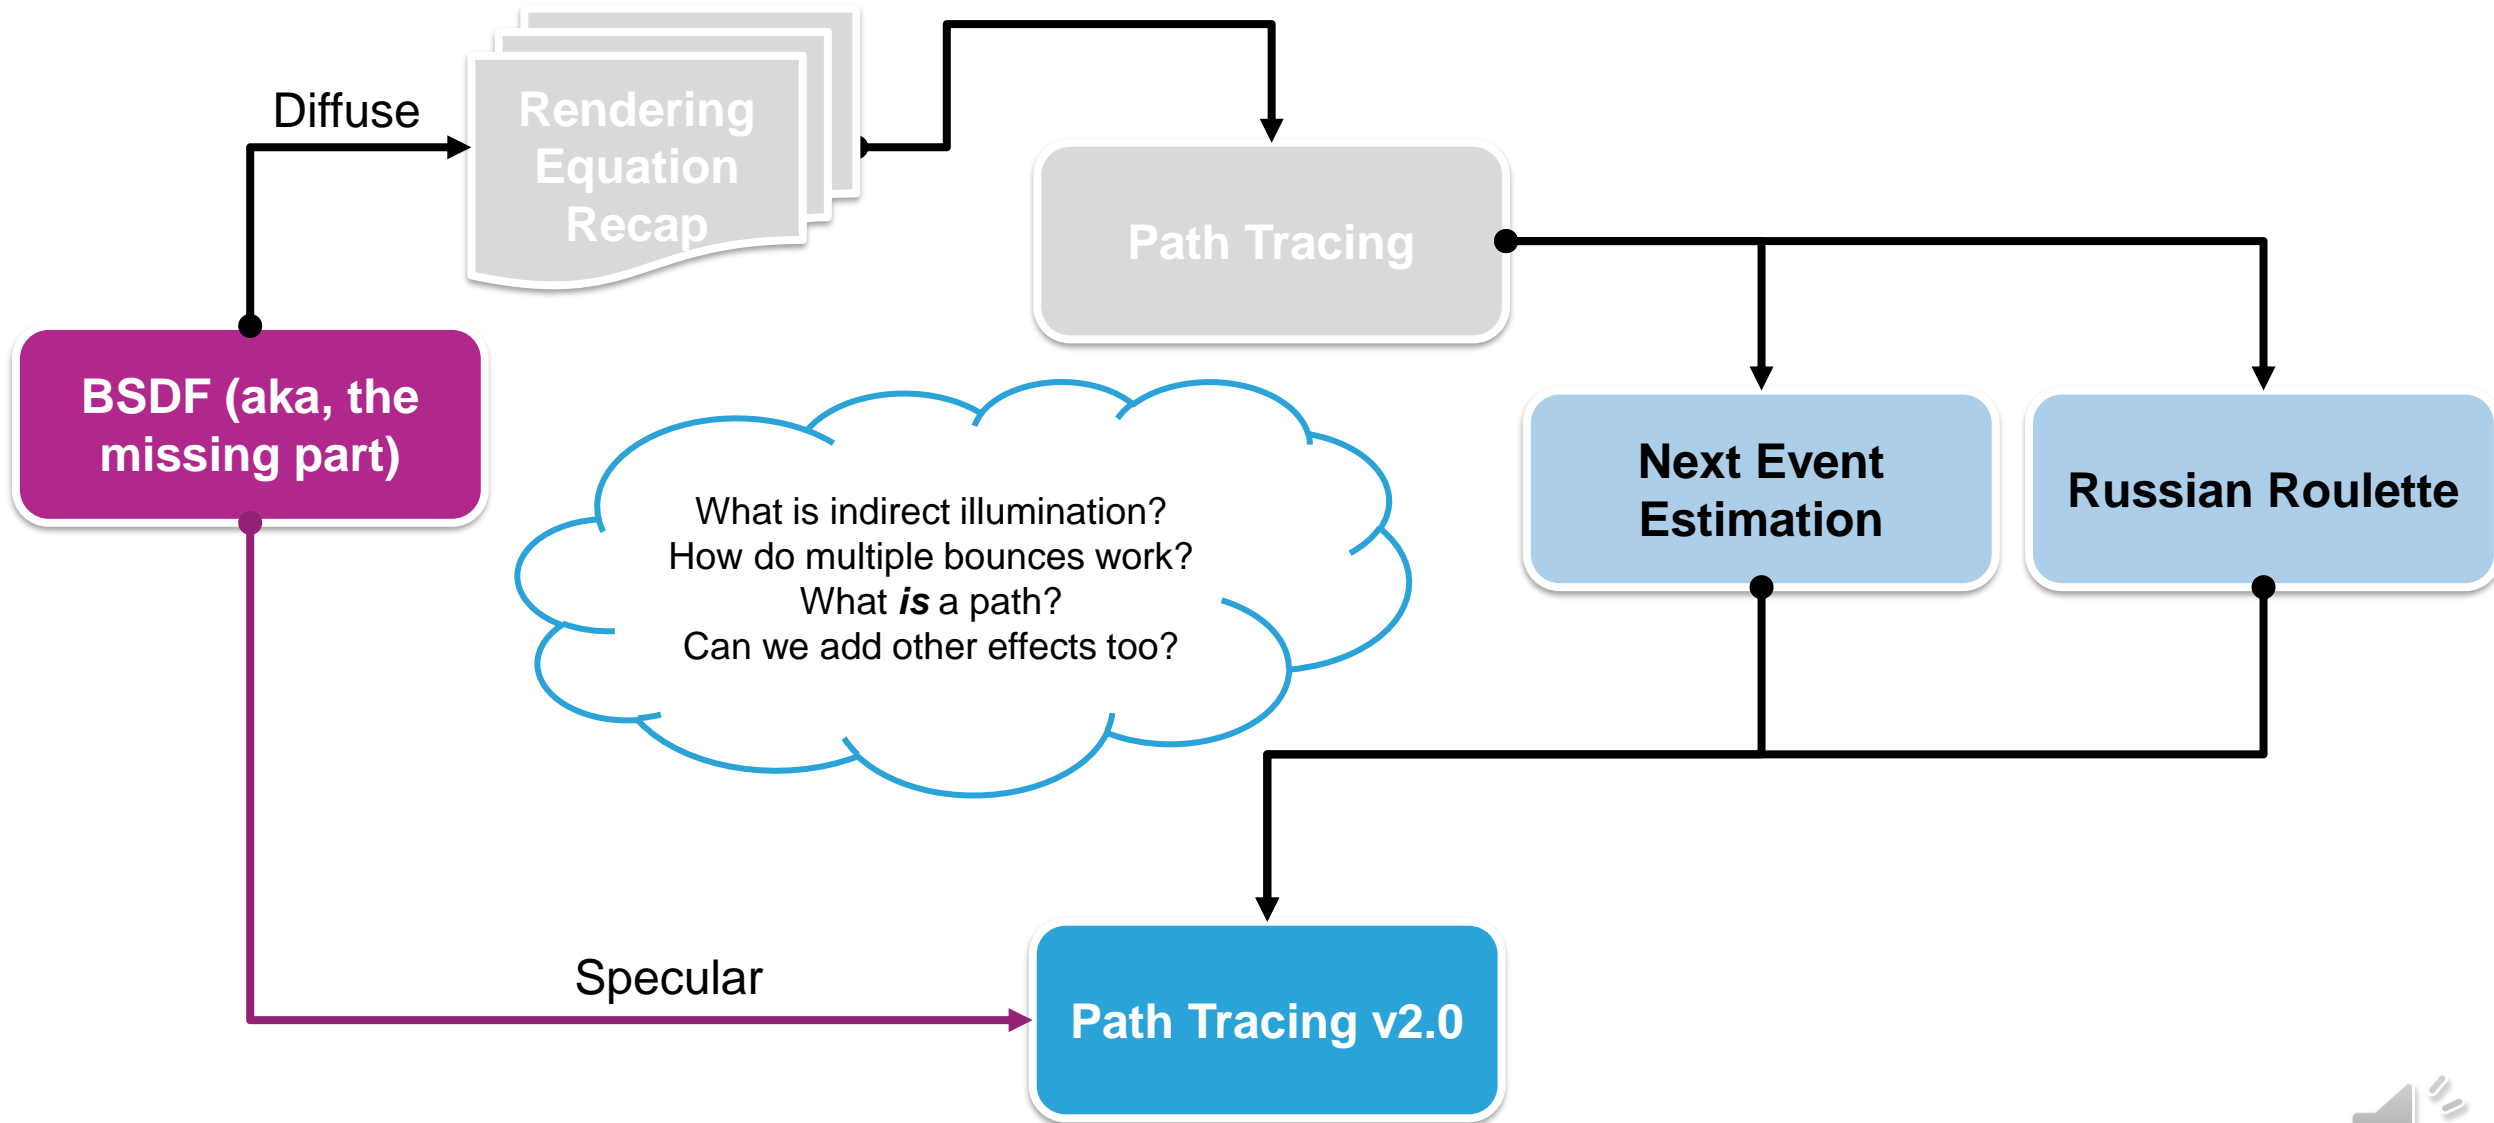 Diffuse
Rendering
Equation
Recap
Path Tracing
BSDF (aka, the
missing part)
What is indirect illumination?
How do multiple bounces work?
What is a path?
Can we add other effects too?
Next Event
Estimation
Russian Roulette
Specular
Path Tracing v2.0